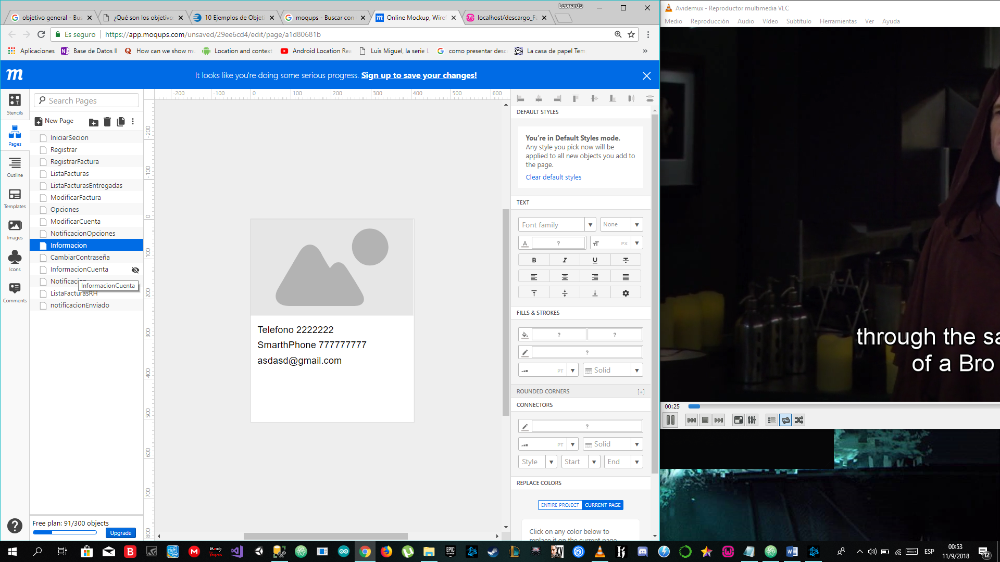 Leonardo
objetivo general - Bus
¿Qué son los objetivo
10 Ejemplos de Objet
moqups - Buscar con
Online Mockup, Wiref
localhost/descargo_Fa
Es seguro
https://app.moqups.com/unsaved/29ee6cd4/edit/page/a1d80681b
Aplicaciones
Base de Datos II
How can we show mu
Location and context
Android Location Rea
Luis Miguel, la serie L
como presentar desc
La casa de papel Tem
»
m
It looks like you're doing some serious progress. Sign up to save your changes!
Stencils
Pages
Outline
Templates
Images
Icons
Comments
Search Pages
New Page
IniciarSecion
Registrar
RegistrarFactura
ListaFacturas
ListaFacturasEntregadas
ModificarFactura
Opciones
ModificarCuenta
NotificacionOpciones
Informacion
CambiarContraseña
InformacionCuenta
Notificacion
InformacionCuenta
ListaFacturasRH
notificacionEnviado
Free plan: 91/300 objects
Upgrade
-200 -100 0 100 200 300 400 500 600
-200
-100
0
100
200
300
400
500
600
700
800
Telefono 2222222
SmarthPhone 777777777
asdasd@gmail.com
DEFAULT STYLES
You're in Default Styles mode.
Any style you pick now will be
applied to all new objects you add to
the page.
Clear default styles
TEXT
Font family
None
A ?
PX
B I U
FILLS & STROKES
? ?
?
PT
Solid
ROUNDED CORNERS [+]
CONNECTORS
?
PT
Solid
Style
Start
End
REPLACE COLORS
ENTIRE PROJECT
CURRENT PAGE
Click on any color below to
replace it on the current page
Avidemux - Reproductor multimedia VLC
Medio
Reproducción
Audio
Vídeo
Subtítulo
Herramientas
Ver
Ayuda
through the sa
of a Bro
00:25
ESP
00:53
11/9/2018
12